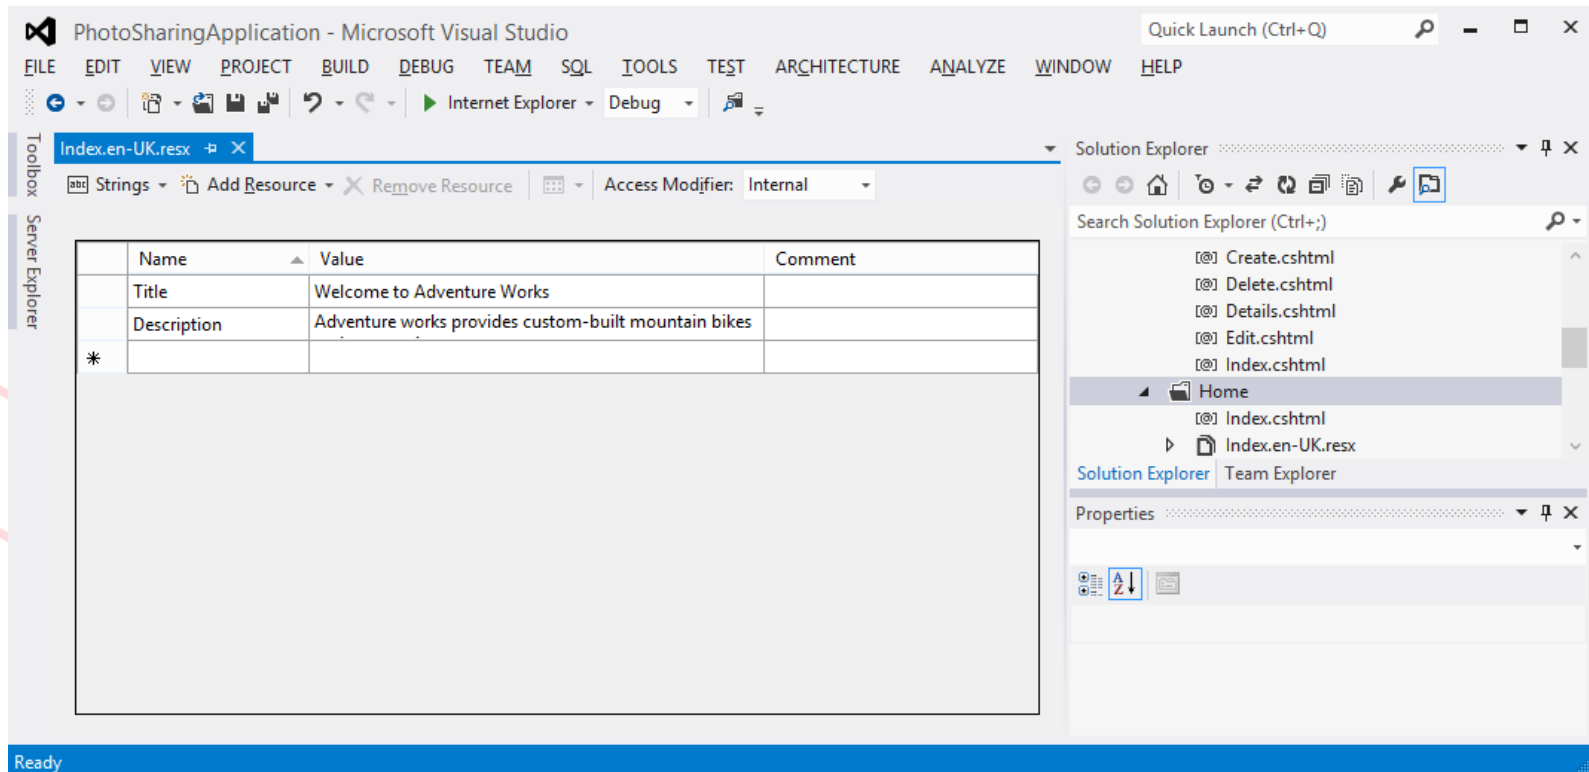 PhotoSharingApplication - Microsoft Visual Studio
Quick Launch (Ctrl+Q)
FILE EDIT VIEW PROJECT BUILD DEBUG TEAM SQL TOOLS TEST ARCHITECTURE ANALYZE WINDOW HELP
Internet Explorer Debug
Toolbox
Server Explorer
Index.en-UK.resx
Strings Add Resource Remove Resource Access Modifier: Internal
Name Value Comment
Title Welcome to Adventure Works
Description Adventure works provides custom-built mountain bikes
Solution Explorer
Search Solution Explorer (Ctrl+;)
[@] Create.cshtml
[@] Delete.cshtml
[@] Details.cshtml
[@] Edit.cshtml
[@] Index.cshtml
Home
[@] Index.cshtml
Index.en-UK.resx
Solution Explorer Team Explorer
Properties
Ready